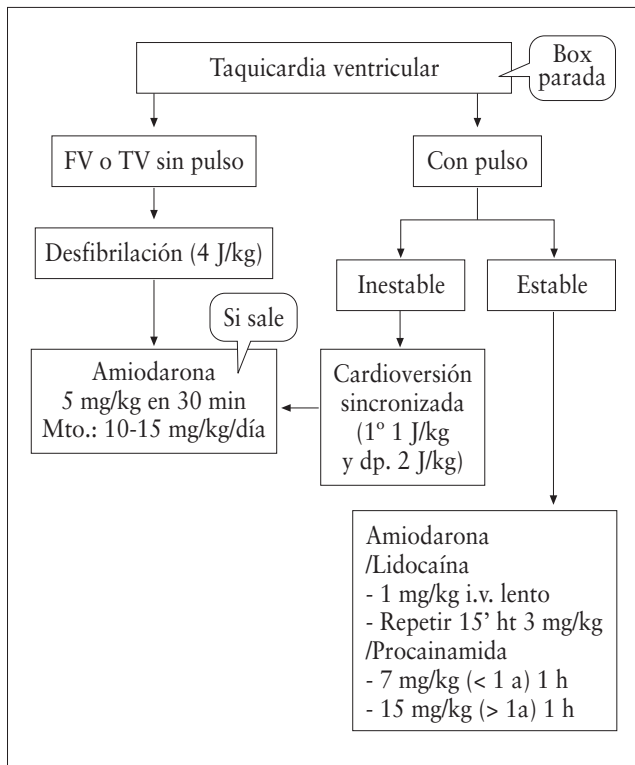 Taquicardia ventricular
Box
parada
FV o TV sin pulso
Con pulso
Desfibrilación (4 J/kg)
Inestable
Estable
Si sale
Amiodarona
5 mg/kg en 30 min
Mto.: 10-15 mg/kg/día
Cardioversión
sincronizada
(1º 1 J/kg
y dp. 2 J/kg)
Amiodarona
/Lidocaína
- 1 mg/kg i.v. lento
- Repetir 15’ ht 3 mg/kg
/Procainamida
- 7 mg/kg (< 1 a) 1 h
- 15 mg/kg (> 1a) 1 h